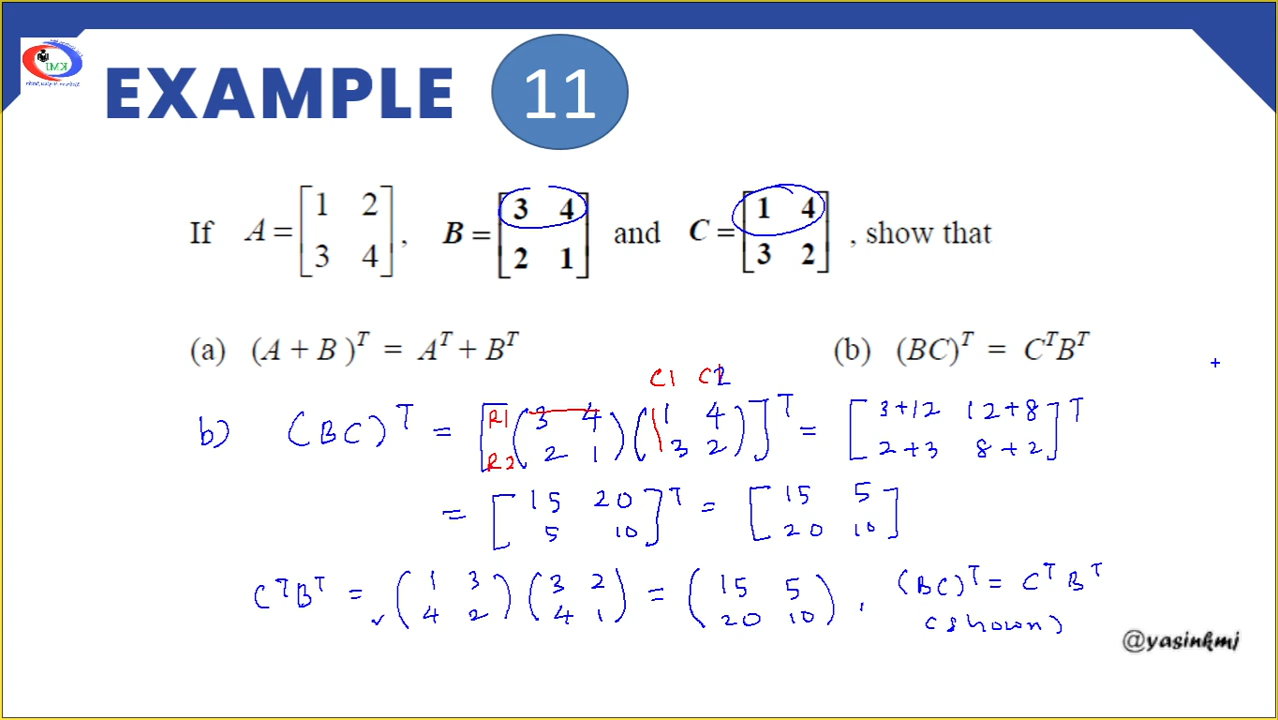 KMJ
EXAMPLE 11
If A = [1 2; 3 4], B = [3 4; 2 1] and C = [1 4; 3 2] , show that
(a) (A + B)^T = A^T + B^T (b) (BC)^T = C^T B^T
C1 C2
b) (BC)^T = [R1 R2 (3 4; 2 1)(1 4; 3 2)]^T = [3+12 12+8; 2+3 8+2]^T
= [15 20; 5 10]^T = [15 5; 20 10]
C^T B^T = (1 3; 4 2)(3 2; 4 1) = (15 5; 20 10), (BC)^T = C^T B^T
(shown)
@yasinkmj